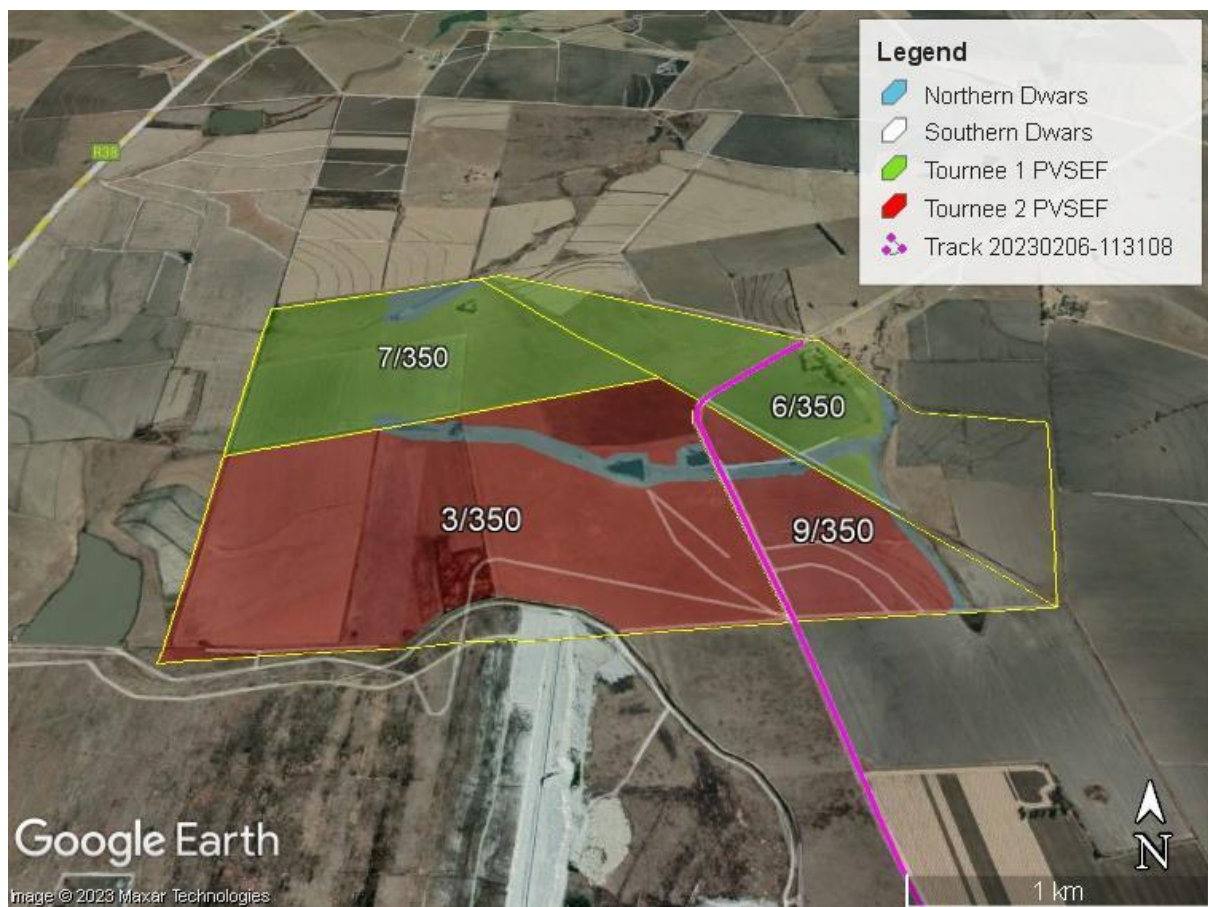 Legend
Northern Dwars
Southern Dwars
Tournee 1 PVSEF
Tournee 2 PVSEF
Track 20230206-113108
R38
7/350
6/350
3/350
9/350
Google Earth
N
Image © 2023 Maxar Technologies
1 km